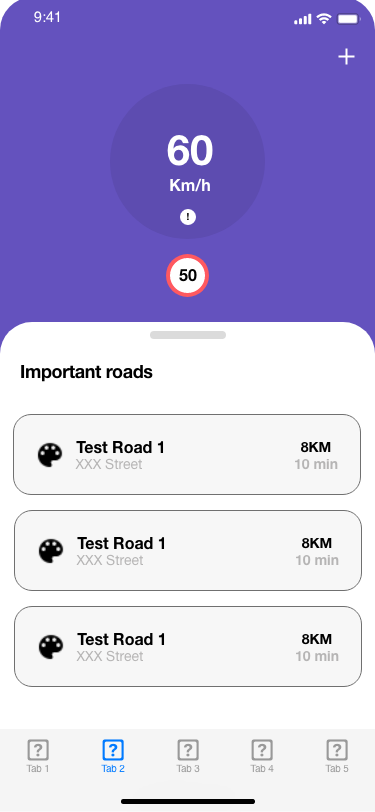 9:41
+
60
Km/h
!
50
Important roads
Test Road 1
XXX Street
8KM
10 min
Test Road 1
XXX Street
8KM
10 min
Test Road 1
XXX Street
8KM
10 min
? ? ? ? ?
Tab 1 Tab 2 Tab 3 Tab 4 Tab 5